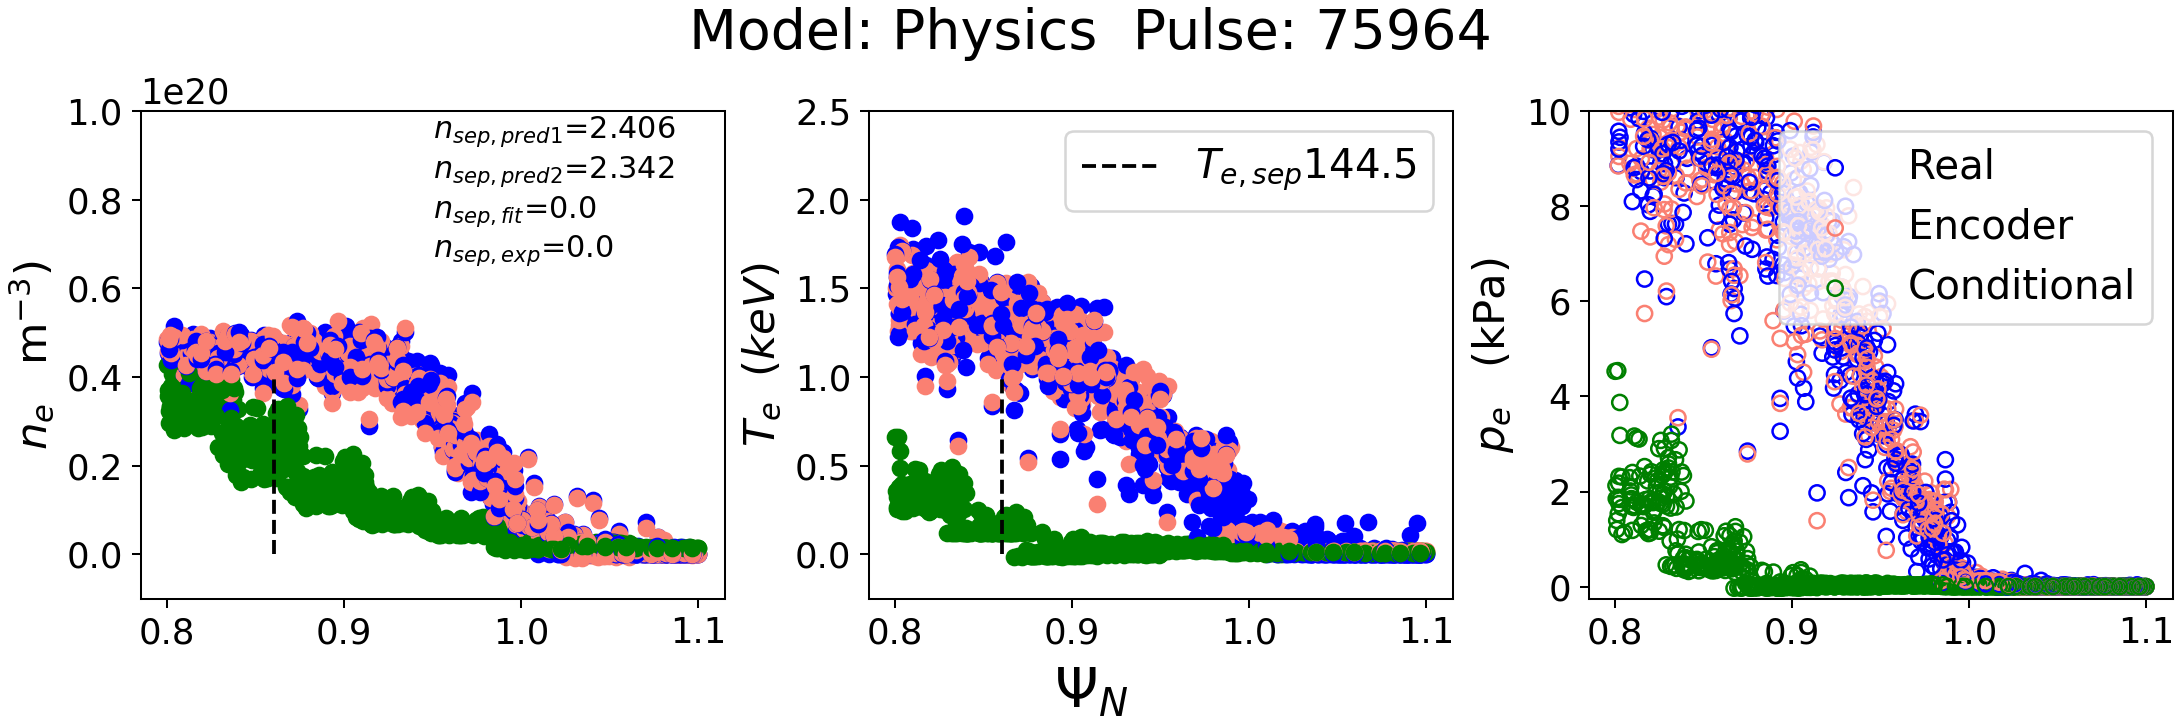 Model: Physics Pulse: 75964
1e20
n_e m⁻³)
1.0
0.8
0.6
0.4
0.2
0.0
n_sep,pred1=2.406
n_sep,pred2=2.342
n_sep,fit=0.0
n_sep,exp=0.0
0.8 0.9 1.0 1.1
T_e (keV)
2.5
2.0
1.5
1.0
0.5
0.0
T_e,sep144.5
0.8 0.9 1.0 1.1
p_e (kPa)
10
8
6
4
2
0
Real
Encoder
Conditional
0.8 0.9 1.0 1.1
Ψ_N